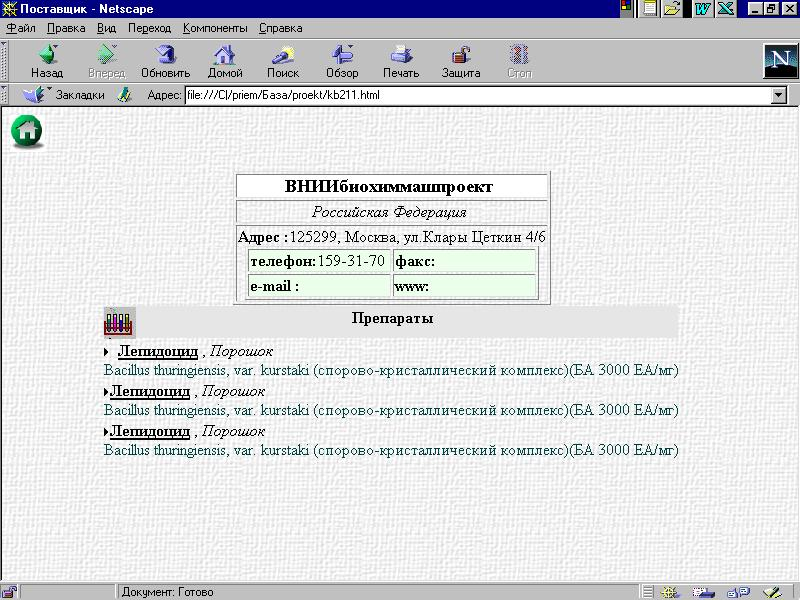 Поставщик - Netscape
Файл Правка Вид Переход Компоненты Справка
Назад Вперед Обновить Домой Поиск Обзор Печать Защита Стоп
Закладки Адрес: file:///C|/priem/База/proekt/kb211.html
ВНИИбиохиммашпроект
Российская Федерация
Адрес :125299, Москва, ул.Клары Цеткин 4/6
телефон:159-31-70 факс:
e-mail : www:
Препараты
Лепидоцид , Порошок
Bacillus thuringiensis, var. kurstaki (спорово-кристаллический комплекс)(БА 3000 ЕА/мг)
Лепидоцид , Порошок
Bacillus thuringiensis, var. kurstaki (спорово-кристаллический комплекс)(БА 3000 ЕА/мг)
Лепидоцид , Порошок
Bacillus thuringiensis, var. kurstaki (спорово-кристаллический комплекс)(БА 3000 ЕА/мг)
Документ: Готово